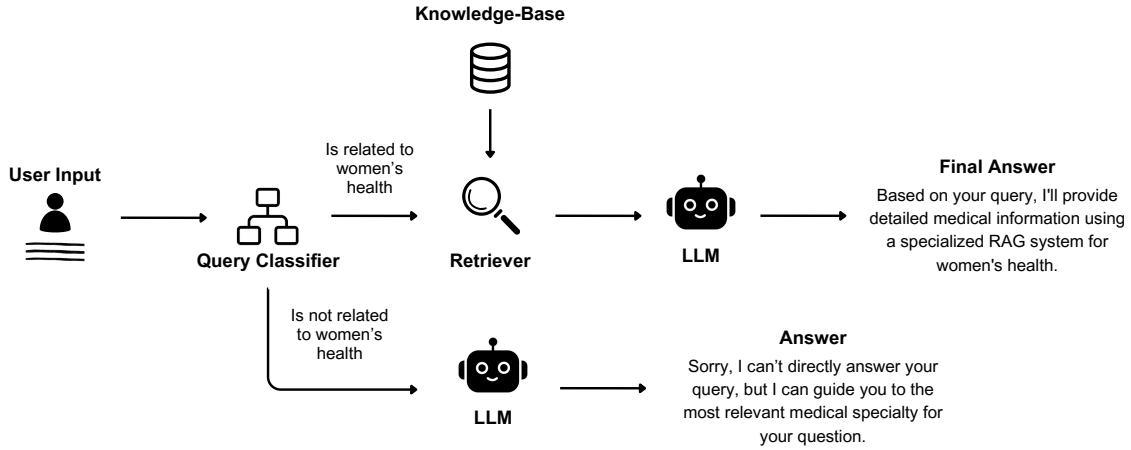 Knowledge-Base
User Input
Is related to
women’s
health
Query Classifier
Retriever
LLM
Final Answer
Based on your query, I'll provide
detailed medical information using
a specialized RAG system for
women's health.
Is not related
to women’s
health
LLM
Answer
Sorry, I can’t directly answer your
query, but I can guide you to the
most relevant medical specialty for
your question.